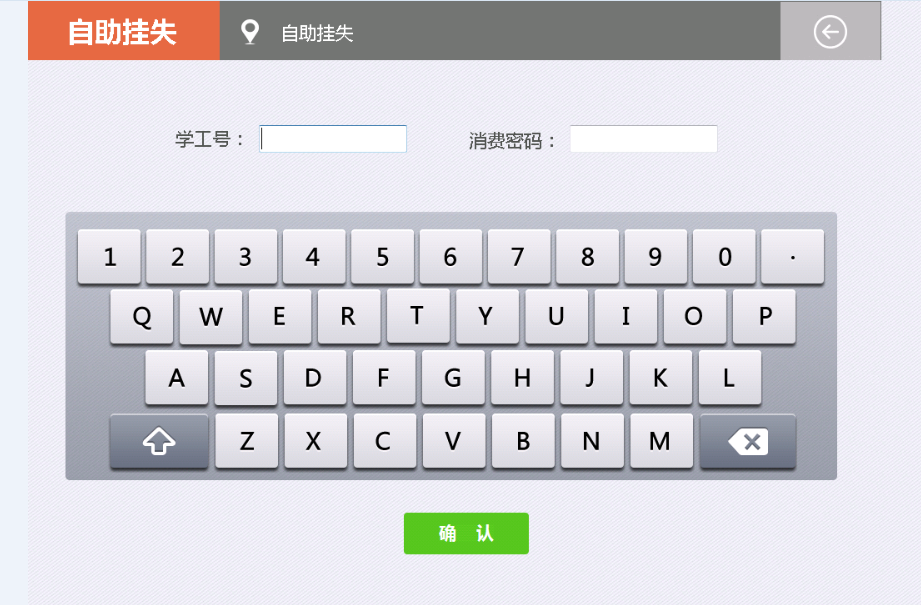 自助挂失 自助挂失
学工号： 消费密码：
1 2 3 4 5 6 7 8 9 0 ·
Q W E R T Y U I O P
A S D F G H J K L
Z X C V B N M
确 认